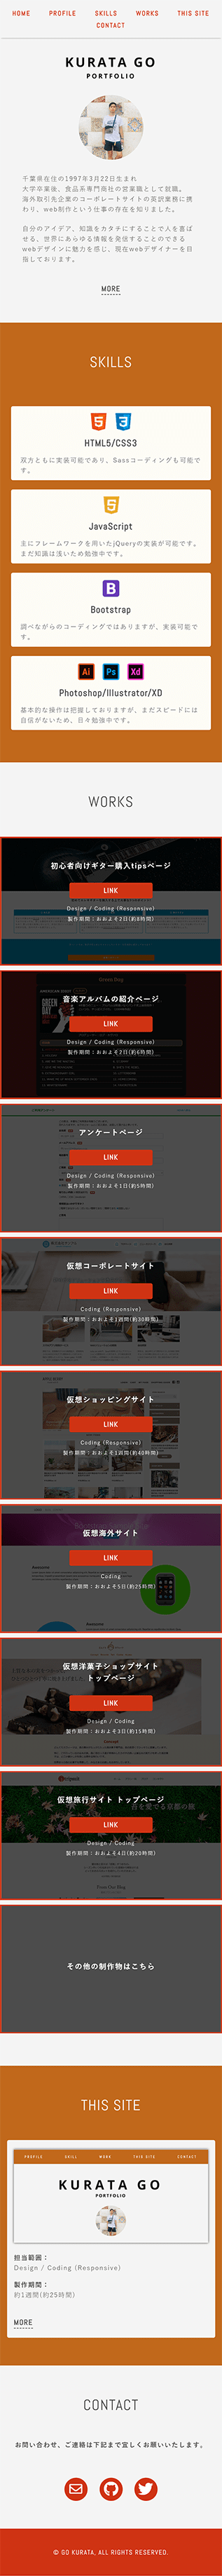 HOME PROFILE SKILLS WORKS THIS SITE
CONTACT
KURATA GO
PORTFOLIO
千葉県在住の1997年3月22日生まれ
大学卒業後、食品系専門商社の営業職として就職。
海外取引先企業のコーポレートサイトの英訳業務に携
わり、web制作という仕事の存在を知りました。
自分のアイデア、知識をカタチにすることで人を喜ば
せる、世界にあらゆる情報を発信することのできる
webデザインに魅力を感じ、現在webデザイナーを目
指しております。
MORE
SKILLS
HTML5/CSS3
双方ともに実装可能であり、Sassコーディングも可能で
す。
JavaScript
主にフレームワークを用いたjQueryの実装が可能です。
まだ知識は浅いため勉強中です。
B
Bootstrap
調べながらのコーディングではありますが、実装可能で
す。
Ai Ps Xd
Photoshop/Illustrator/XD
基本的な操作は把握しておりますが、まだスピードには
自信がないため、日々勉強中です。
WORKS
初心者向けギター購入tipsページ
LINK
Design / Coding (Responsive)
製作期間：おおよそ2日(約8時間)
音楽アルバムの紹介ページ
LINK
Design / Coding (Responsive)
製作期間：おおよそ2日(約6時間)
アンケートページ
LINK
Design / Coding (Responsive)
製作期間：おおよそ1日(約5時間)
仮想コーポレートサイト
LINK
Coding (Responsive)
製作期間：おおよそ1週間(約30時間)
仮想ショッピングサイト
LINK
Coding (Responsive)
製作期間：おおよそ1週間(約40時間)
仮想海外サイト
LINK
Coding
製作期間：おおよそ5日(約25時間)
仮想洋菓子ショップサイト
トップページ
LINK
Design / Coding
製作期間：おおよそ3日(約15時間)
仮想旅行サイト トップページ
LINK
Design / Coding
製作期間：おおよそ4日(約20時間)
その他の制作物はこちら
THIS SITE
PROFILE SKILL WORK THIS SITE CONTACT
KURATA GO
PORTFOLIO
担当範囲：
Design / Coding (Responsive)
製作期間：
約1週間(約25時間)
MORE
CONTACT
お問い合わせ、ご連絡は下記まで宜しくお願いいたします。
© GO KURATA, ALL RIGHTS RESERVED.